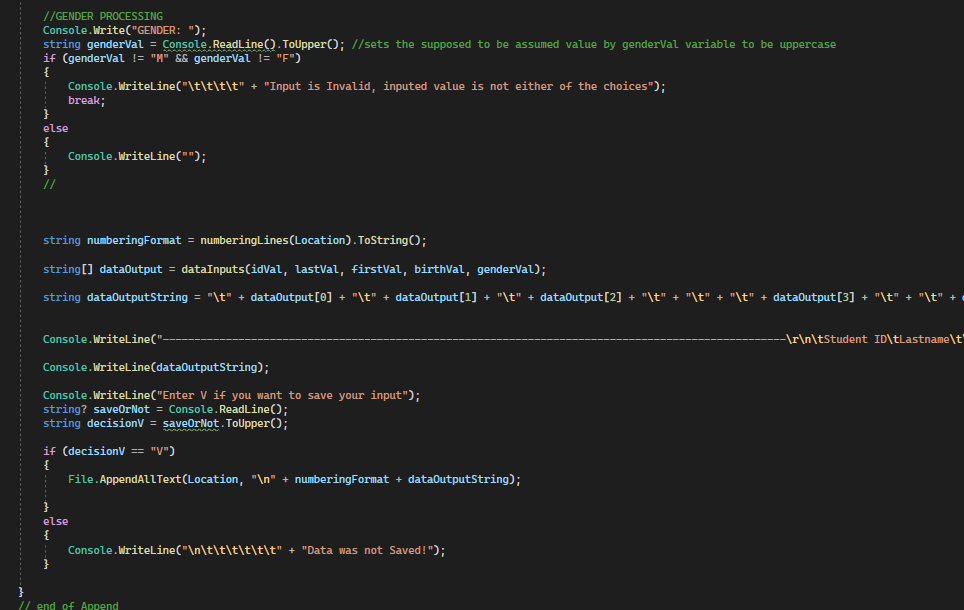 //GENDER PROCESSING
Console.Write("GENDER: ");
string genderVal = Console.ReadLine().ToUpper(); //sets the supposed to be assumed value by genderVal variable to be uppercase
if (genderVal != "M" && genderVal != "F")
{
Console.WriteLine("\t\t\t\t" + "Input is Invalid, inputed value is not either of the choices");
break;
}
else
{
Console.WriteLine("");
}
//
string numberingFormat = numberingLines(Location).ToString();
string[] dataOutput = dataInputs(idVal, lastVal, firstVal, birthVal, genderVal);
string dataOutputString = "\t" + dataOutput[0] + "\t" + dataOutput[1] + "\t" + dataOutput[2] + "\t" + "\t" + "\t" + dataOutput[3] + "\t" + "\t" +
Console.WriteLine("----------------------------------------------------------------------------------------------------\r\n\tStudent ID\tLastname\t
Console.WriteLine(dataOutputString);
Console.WriteLine("Enter V if you want to save your input");
string? saveOrNot = Console.ReadLine();
string decisionV = saveOrNot.ToUpper();
if (decisionV == "V")
{
File.AppendAllText(Location, "\n" + numberingFormat + dataOutputString);
}
else
{
Console.WriteLine("\n\t\t\t\t\t\t" + "Data was not Saved!");
}
}
// end of Append